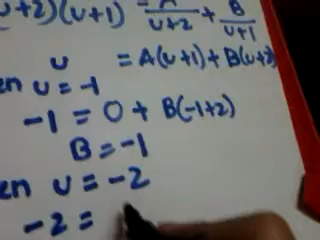 u+2)(u+1) = A/u+2 + B/u+1
u = A(u+1) + B(u+2
en u = -1
-1 = 0 + B(-1+2)
B = -1
en u = -2
-2 =